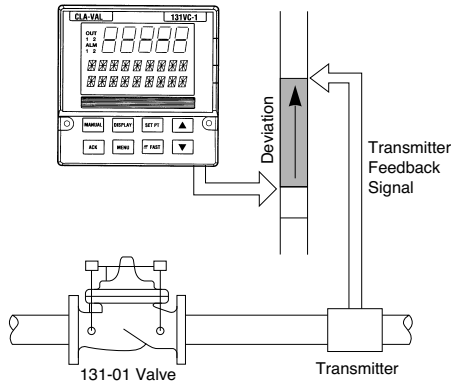 CLA-VAL 131VC-1
OUT
1 2
ALM
1 2
MANUAL DISPLAY SET PT ▲
ACK MENU FAST ▼
Deviation
Transmitter
Feedback
Signal
131-01 Valve
Transmitter